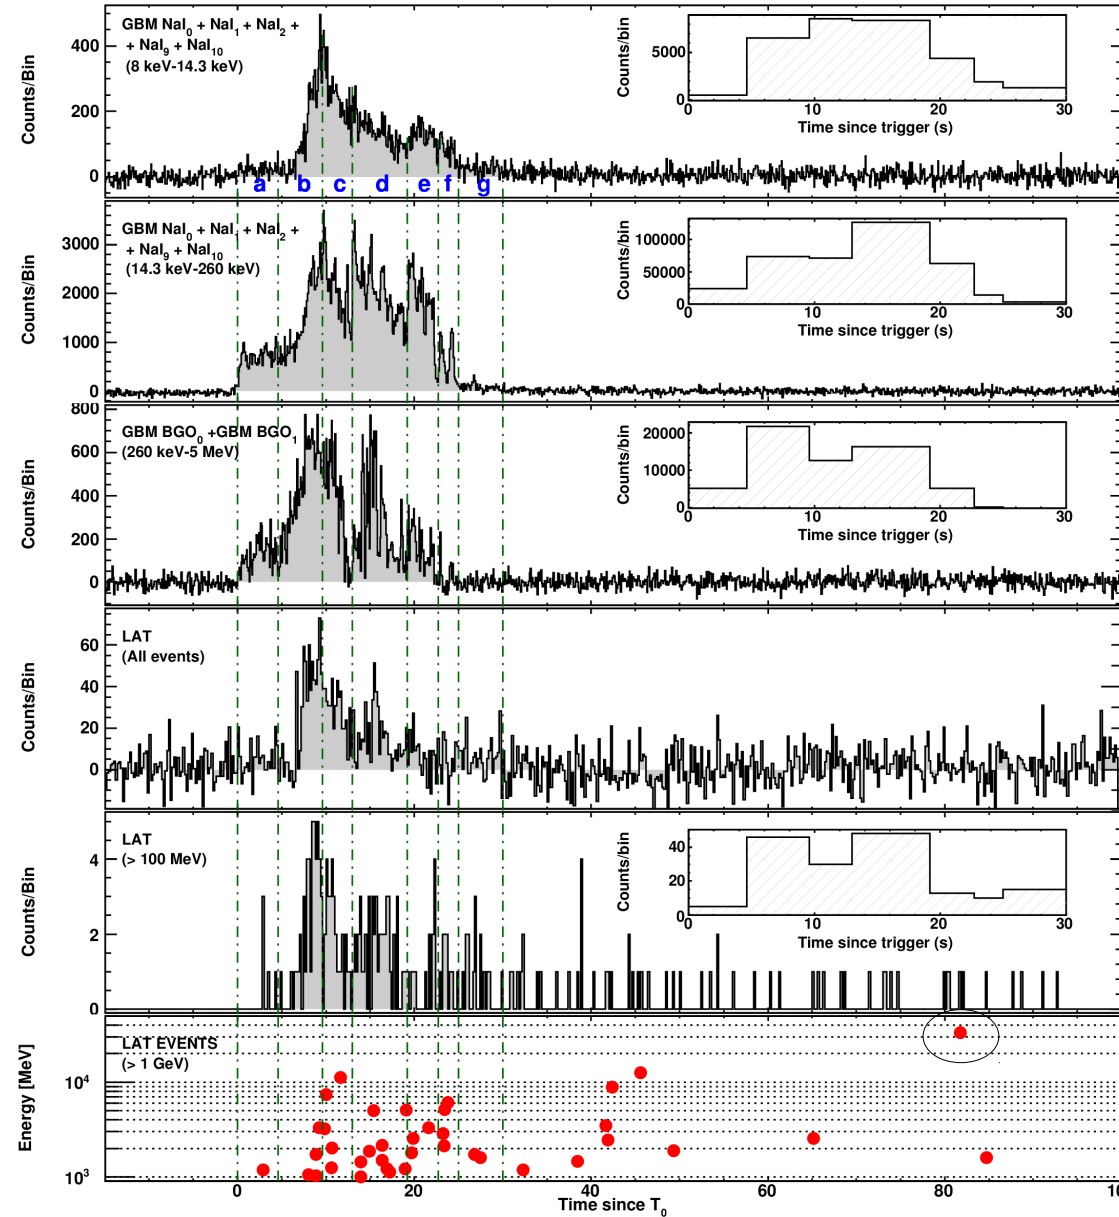 GBM NaI₀ + NaI₁ + NaI₂ +
+ NaI₉ + NaI₁₀
(8 keV-14.3 keV)
Counts/Bin
400
200
0
a b c d e f g
Counts/Bin
5000
0
0 10 20 30
Time since trigger (s)
GBM NaI₀ + NaI₁ + NaI₂ +
+ NaI₉ + NaI₁₀
(14.3 keV-260 keV)
Counts/Bin
3000
2000
1000
0
Counts/bin
100000
50000
0
0 10 20 30
Time since trigger (s)
GBM BGO₀ +GBM BGO₁
(260 keV-5 MeV)
Counts/Bin
800
600
400
200
0
Counts/bin
20000
10000
0
0 10 20 30
Time since trigger (s)
LAT
(All events)
Counts/Bin
60
40
20
0
LAT
(> 100 MeV)
Counts/Bin
4
2
0
Counts/bin
40
20
0
0 10 20 30
Time since trigger (s)
LAT EVENTS
(> 1 GeV)
Energy [MeV]
10⁴
10³
0 20 40 60 80 10
Time since T₀